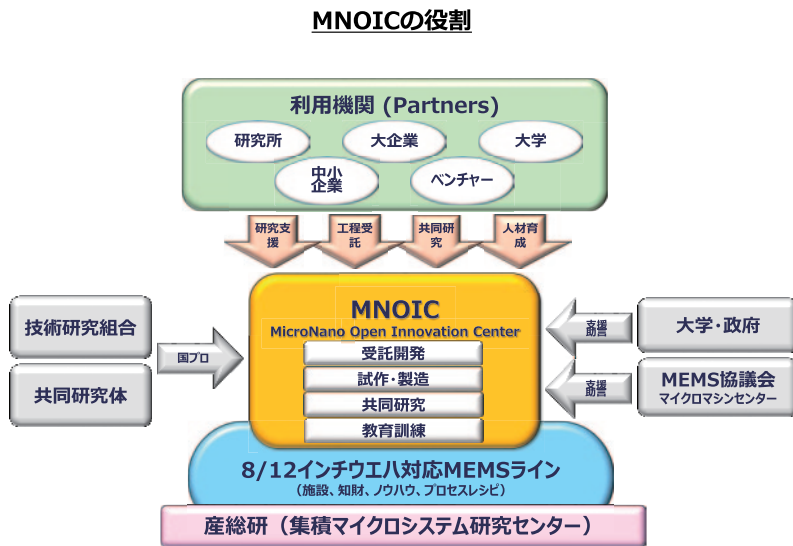 MNOICの役割
利用機関 (Partners)
研究所
大企業
大学
中小
企業
ベンチャー
研究支
援
工程受
託
共同研
究
人材育
成
技術研究組合
共同研究体
国プロ
MNOIC
MicroNano Open Innovation Center
受託開発
試作・製造
共同研究
教育訓練
支援
助言
大学・政府
支援
助言
MEMS協議会
マイクロマシンセンター
8/12インチウエハ対応MEMSライン
（施設、知財、ノウハウ、プロセスレシピ）
産総研（集積マイクロシステム研究センター）